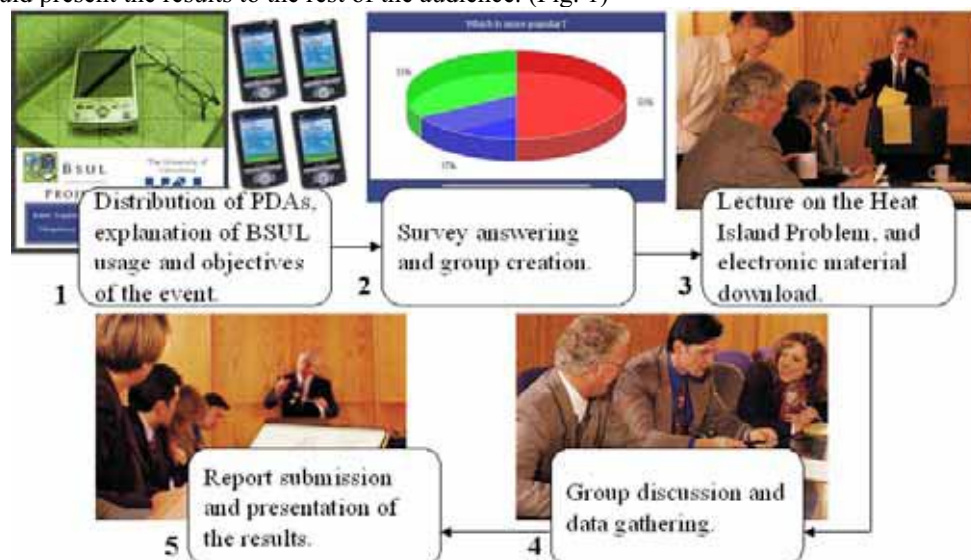 present the results to the rest of the audience. (Fig. 1)
Which is more popular?
33%
50%
17%
BSUL
The University of
Distribution of PDAs,
explanation of BSUL
usage and objectives
of the event.
1
Survey answering
and group creation.
2
Lecture on the Heat
Island Problem, and
electronic material
download.
3
Report submission
and presentation of
the results.
5
Group discussion and
data gathering.
4